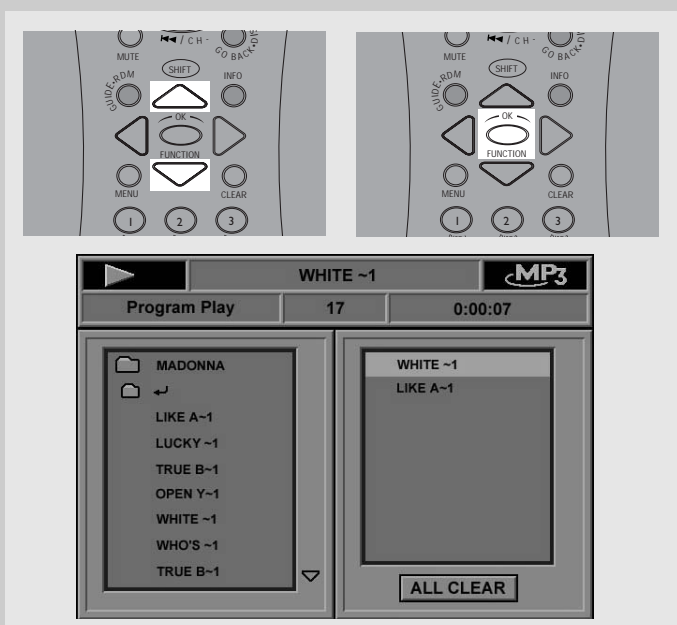 ⏮ / CH -
GO BACK•DIS
MUTE
SHIFT
GUIDE•RDM
INFO
OK
FUNCTION
MENU
CLEAR
1 2 3
⏮ / CH -
GO BACK•DIS
MUTE
SHIFT
GUIDE•RDM
INFO
OK
FUNCTION
MENU
CLEAR
1 2 3
WHITE ~1 MP3
Program Play 17 0:00:07
MADONNA
LIKE A~1
LUCKY ~1
TRUE B~1
OPEN Y~1
WHITE ~1
WHO'S ~1
TRUE B~1
WHITE ~1
LIKE A~1
ALL CLEAR